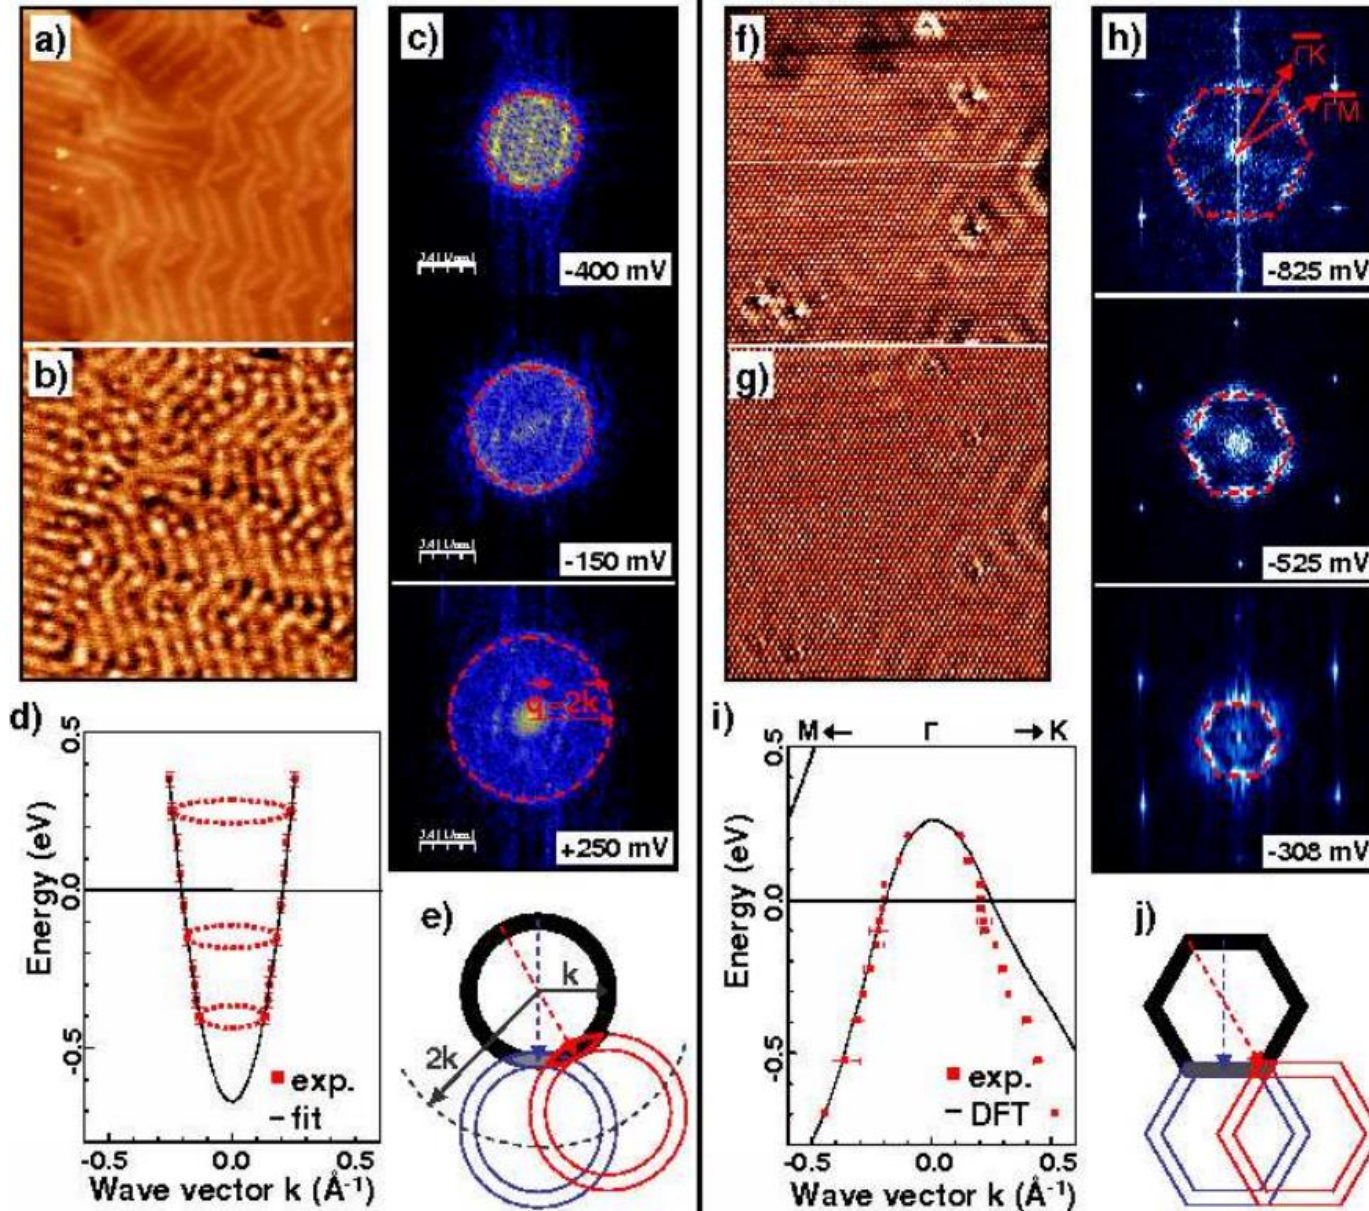 a)
b)
c)
-400 mV
-150 mV
q=2k
+250 mV
d)
0.5
0.0
-0.5
Energy (eV)
exp.
fit
-0.5 0.0 0.5
Wave vector k (Å⁻¹)
e)
k
2k
f)
g)
h)
ΓK
ΓM
-825 mV
-525 mV
-308 mV
i)
M ← Γ → K
0.5
0.0
-0.5
Energy (eV)
exp.
DFT
-0.5 0.0 0.5
Wave vector k (Å⁻¹)
j)